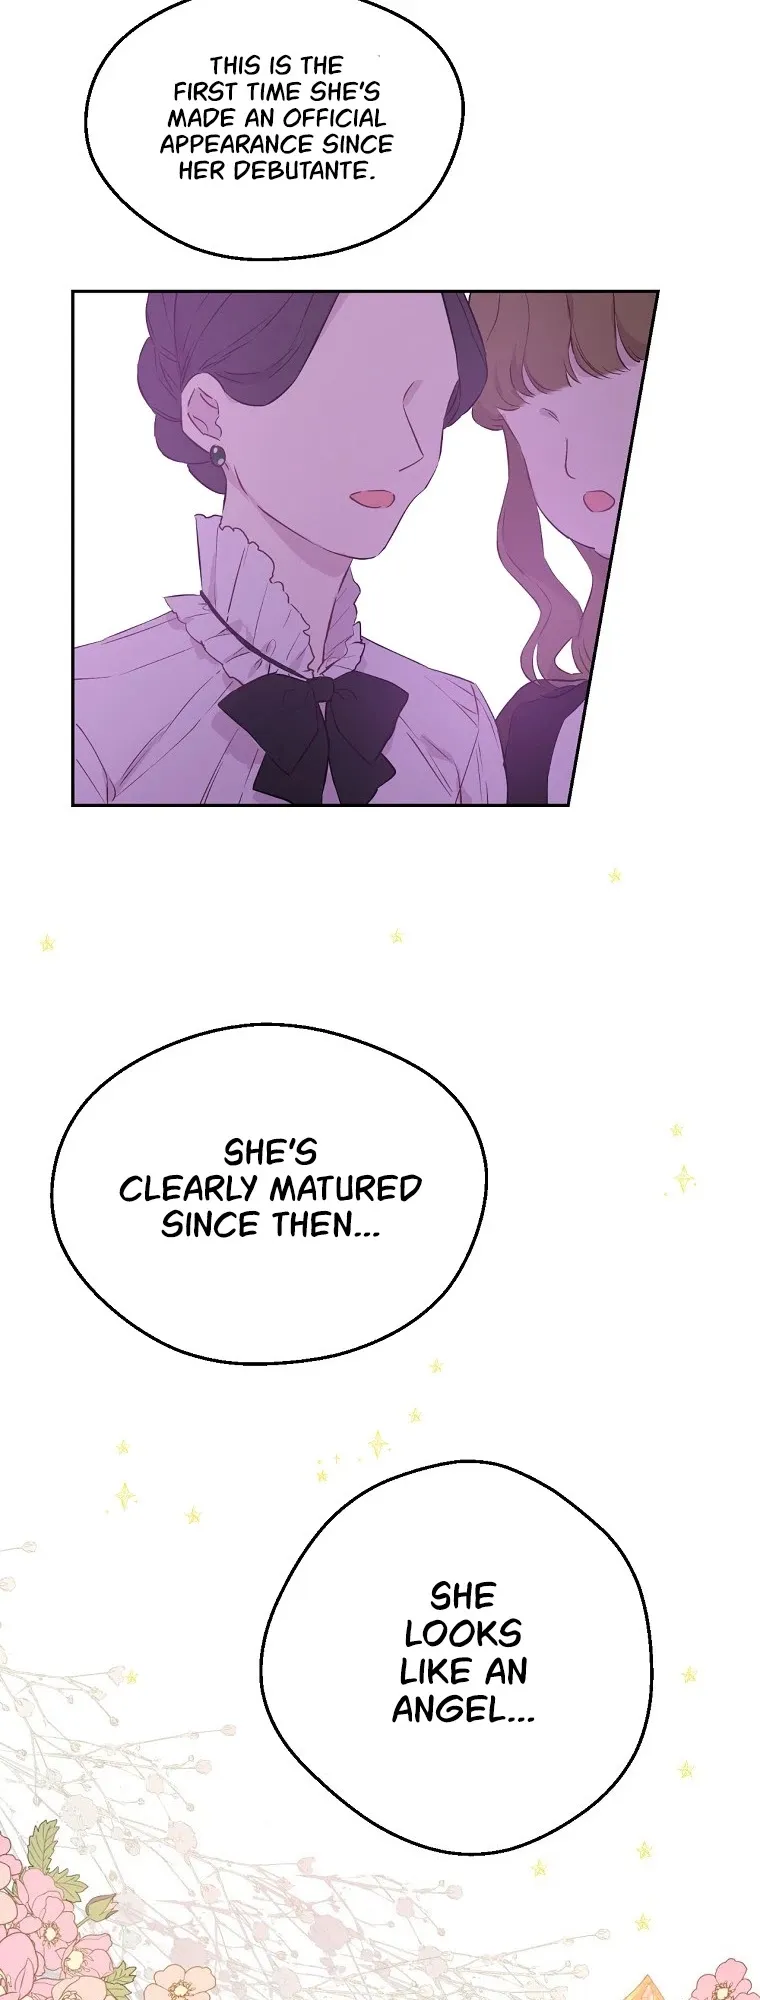 THIS IS THE
FIRST TIME SHE'S
MADE AN OFFICIAL
APPEARANCE SINCE
HER DEBUTANTE.
SHE'S
CLEARLY MATURED
SINCE THEN...
SHE
LOOKS
LIKE AN
ANGEL...